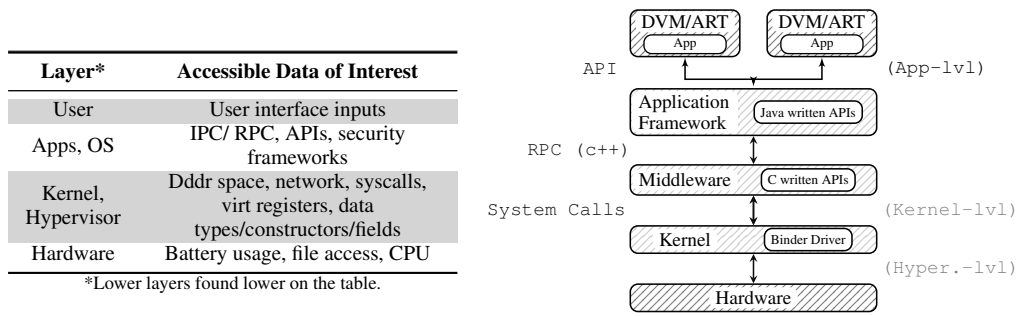 Layer* Accessible Data of Interest
User User interface inputs
Apps, OS IPC/ RPC, APIs, security
frameworks
Kernel,
Hypervisor
Dddr space, network, syscalls,
virt registers, data
types/constructors/fields
Hardware Battery usage, file access, CPU
*Lower layers found lower on the table.
DVM/ART DVM/ART
App App
API (App-lvl)
Application
Framework
Java written APIs
RPC (c++)
Middleware C written APIs
System Calls (Kernel-lvl)
Kernel Binder Driver
(Hyper.-lvl)
Hardware